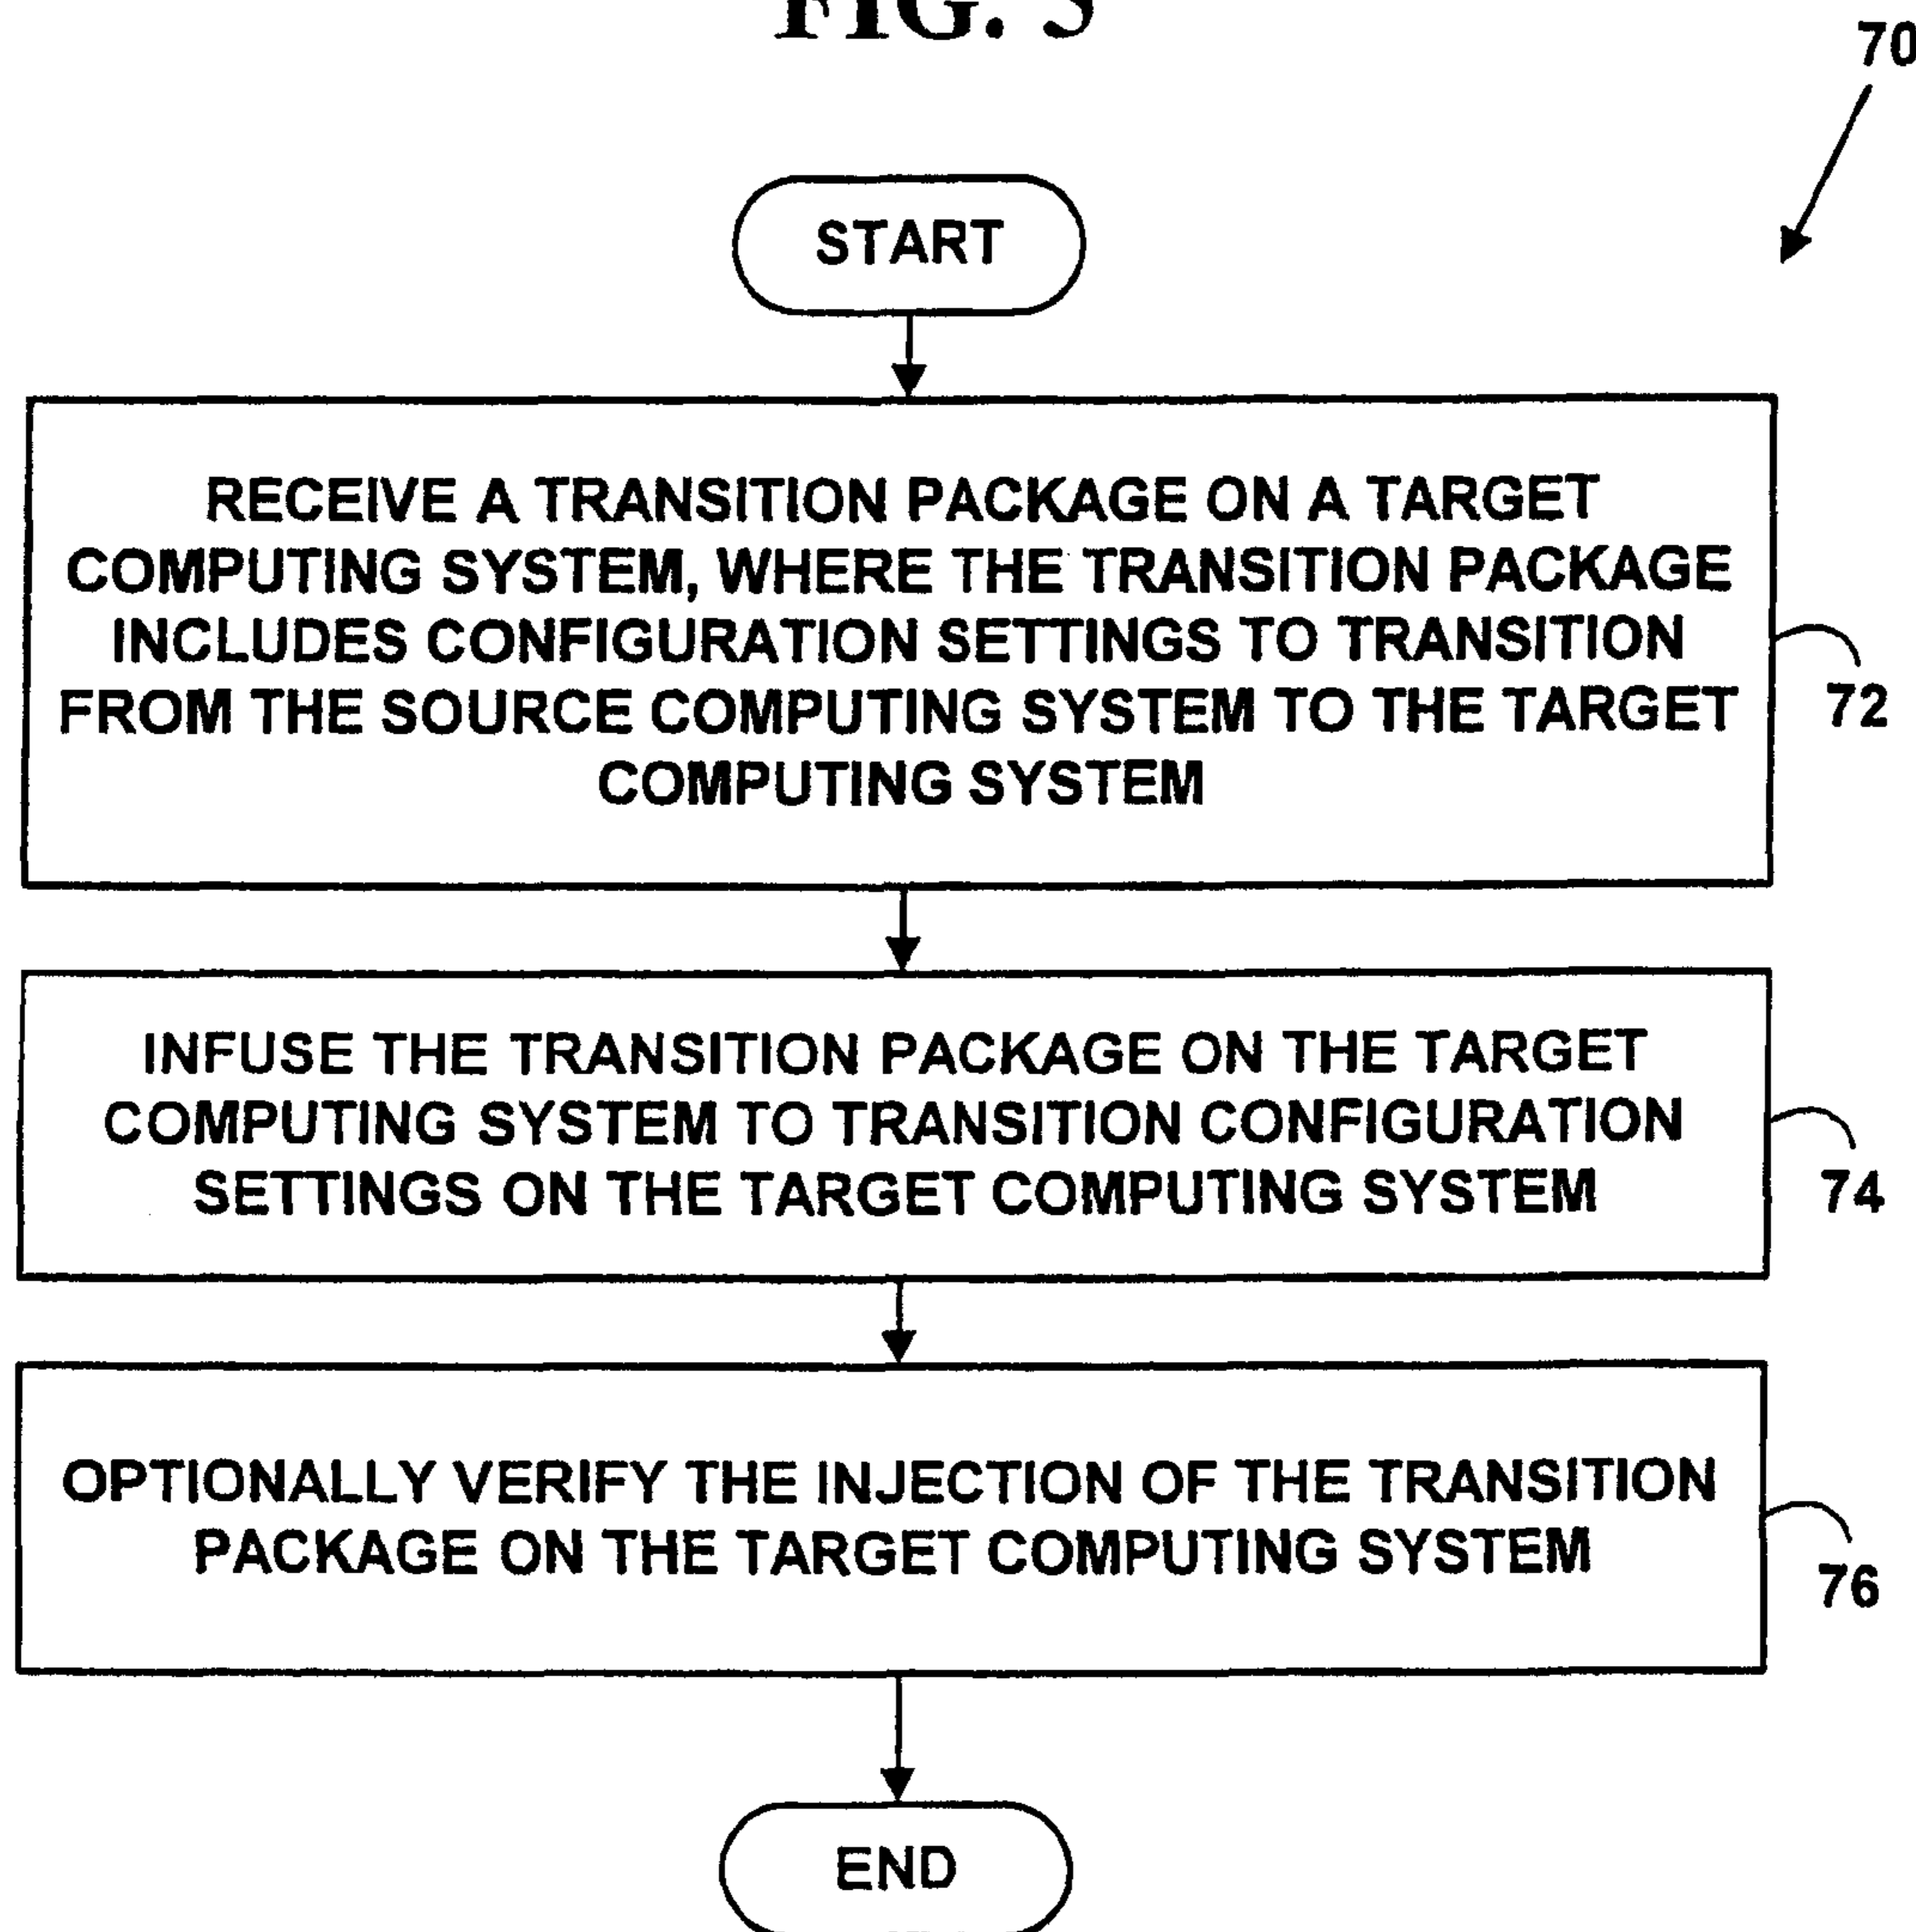 FIG. 5
70
START
RECEIVE A TRANSITION PACKAGE ON A TARGET
COMPUTING SYSTEM, WHERE THE TRANSITION PACKAGE
INCLUDES CONFIGURATION SETTINGS TO TRANSITION
FROM THE SOURCE COMPUTING SYSTEM TO THE TARGET
COMPUTING SYSTEM
72
INFUSE THE TRANSITION PACKAGE ON THE TARGET
COMPUTING SYSTEM TO TRANSITION CONFIGURATION
SETTINGS ON THE TARGET COMPUTING SYSTEM
74
OPTIONALLY VERIFY THE INJECTION OF THE TRANSITION
PACKAGE ON THE TARGET COMPUTING SYSTEM
76
END